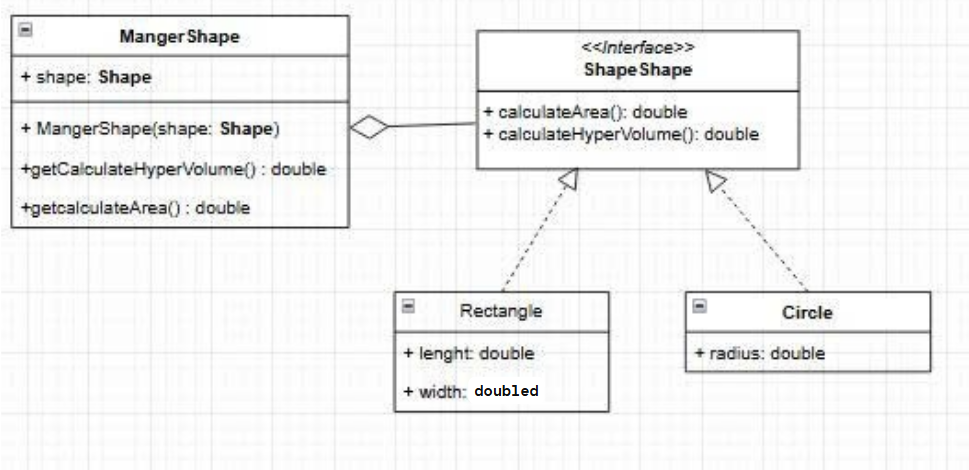 MangerShape
+ shape: Shape
+ MangerShape(shape: Shape)
+getCalculateHyperVolume() : double
+getcalculateArea() : double
<<Interface>>
ShapeShape
+ calculateArea(): double
+ calculateHyperVolume(): double
Rectangle
+ lenght: double
+ width: doubled
Circle
+ radius: double